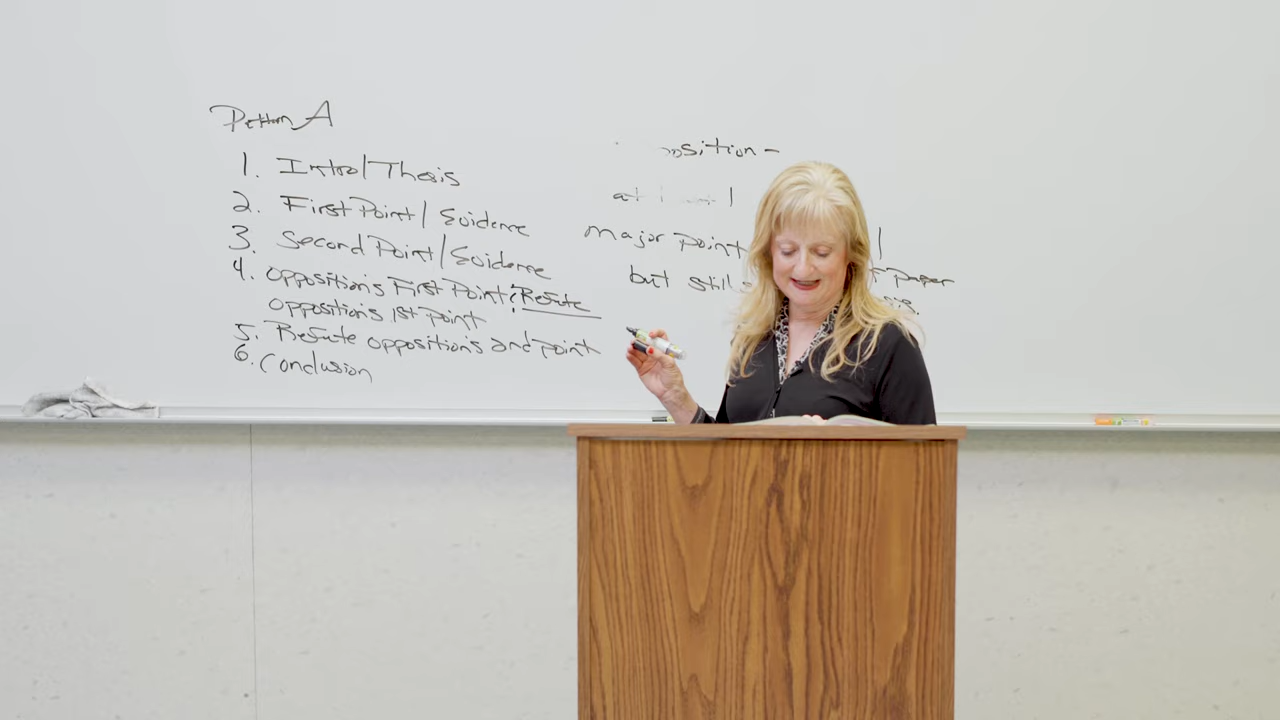 Pattern A
1. Intro/Thesis
2. First Point/Evidence
3. Second Point/Evidence
4. Opposition's First Point; Refute
opposition's 1st point
5. Refute opposition's 2nd point
6. Conclusion
major point
but still paper